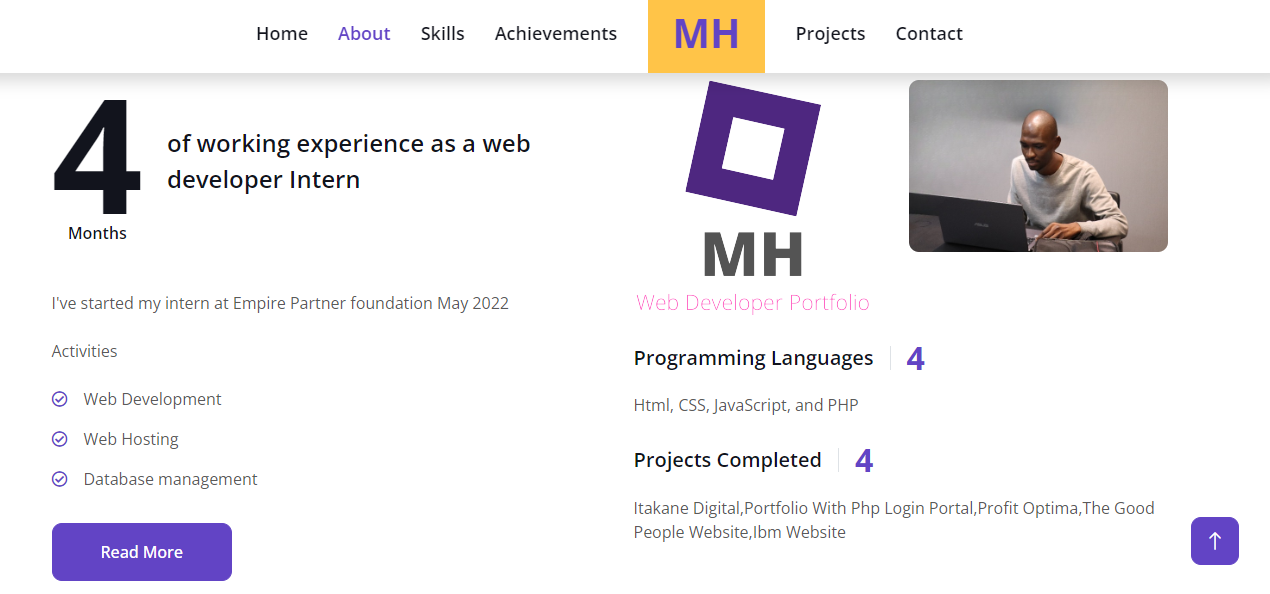 Home About Skills Achievements MH Projects Contact
4
of working experience as a web
developer Intern
Months
I've started my intern at Empire Partner foundation May 2022
Activities
Web Development
Web Hosting
Database management
Read More
MH
Web Developer Portfolio
Programming Languages 4
Html, CSS, JavaScript, and PHP
Projects Completed 4
Itakane Digital,Portfolio With Php Login Portal,Profit Optima,The Good
People Website,Ibm Website